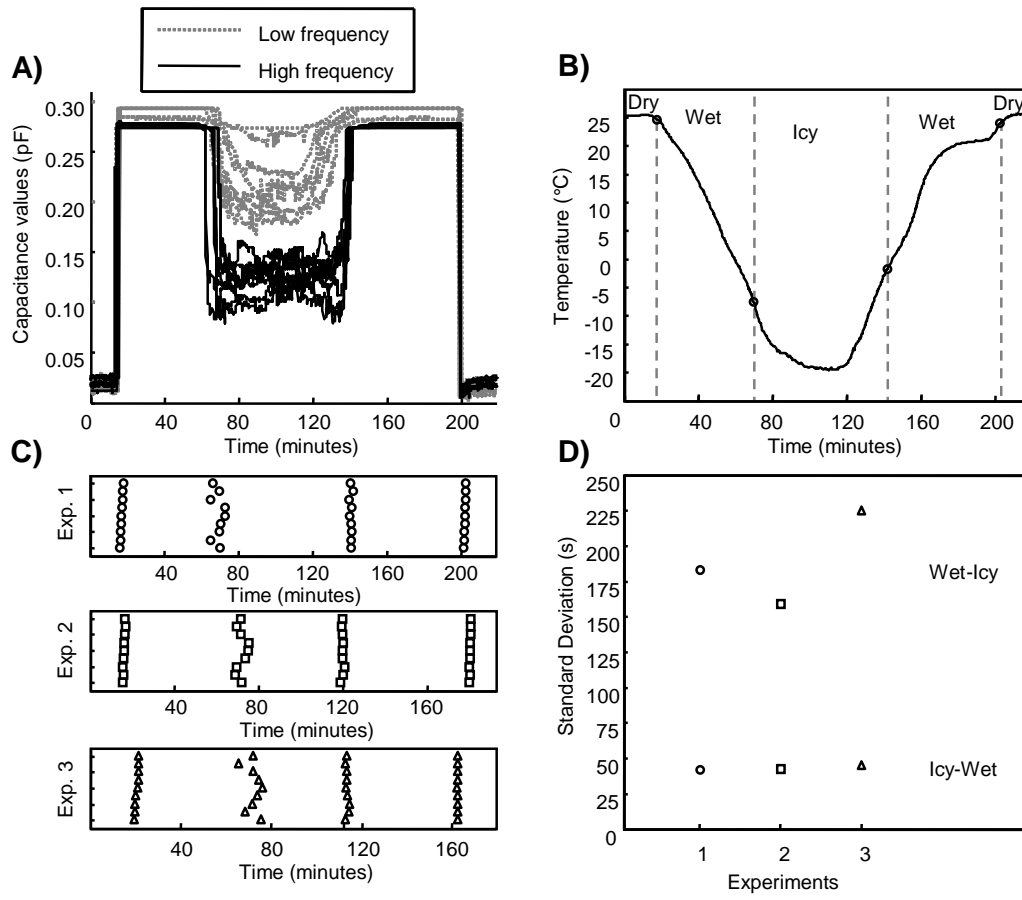 Low frequency
High frequency
A)
0.30
0.25
0.20
0.15
0.10
0.05
Capacitance values (pF)
0 40 80 120 160 200
Time (minutes)
B)
Dry
Wet
Icy
Wet
Dry
25
20
15
10
5
0
-5
-10
-15
-20
Temperature (°C)
0 40 80 120 160 200
Time (minutes)
C)
Exp. 1
40 80 120 160 200
Time (minutes)
Exp. 2
40 80 120 160
Time (minutes)
Exp. 3
40 80 120 160
Time (minutes)
D)
250
225
200
175
150
125
100
75
50
25
0
Standard Deviation (s)
Wet-Icy
Icy-Wet
1 2 3
Experiments